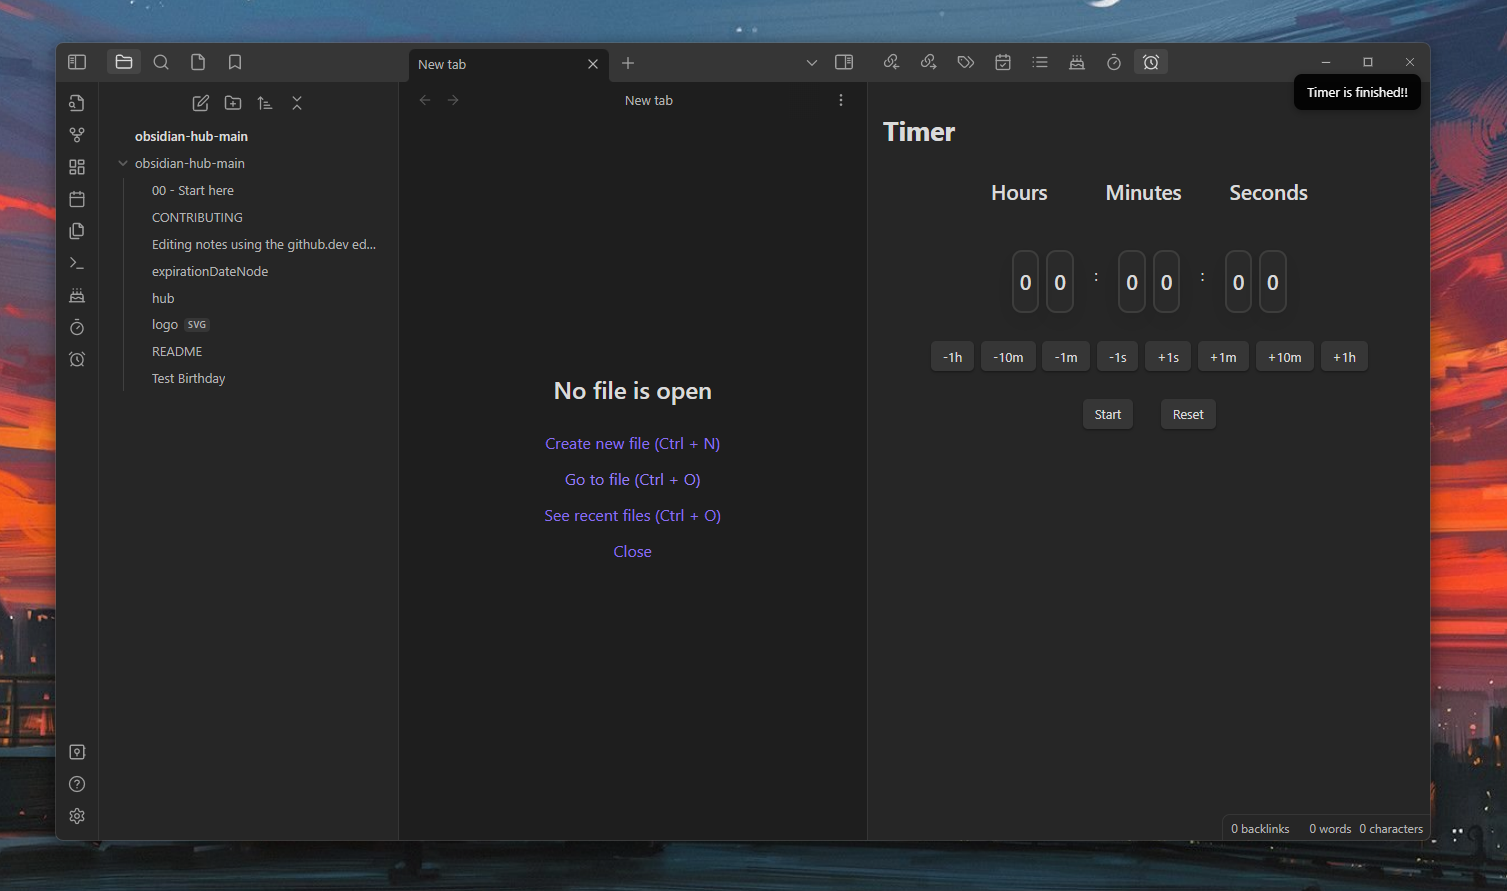 New tab
Timer is finished!!
New tab
obsidian-hub-main
obsidian-hub-main
00 - Start here
CONTRIBUTING
Editing notes using the github.dev ed...
expirationDateNode
hub
logo SVG
README
Test Birthday
No file is open
Create new file (Ctrl + N)
Go to file (Ctrl + O)
See recent files (Ctrl + O)
Close
Timer
Hours Minutes Seconds
0 0 : 0 0 : 0 0
-1h -10m -1m -1s +1s +1m +10m +1h
Start Reset
0 backlinks 0 words 0 characters